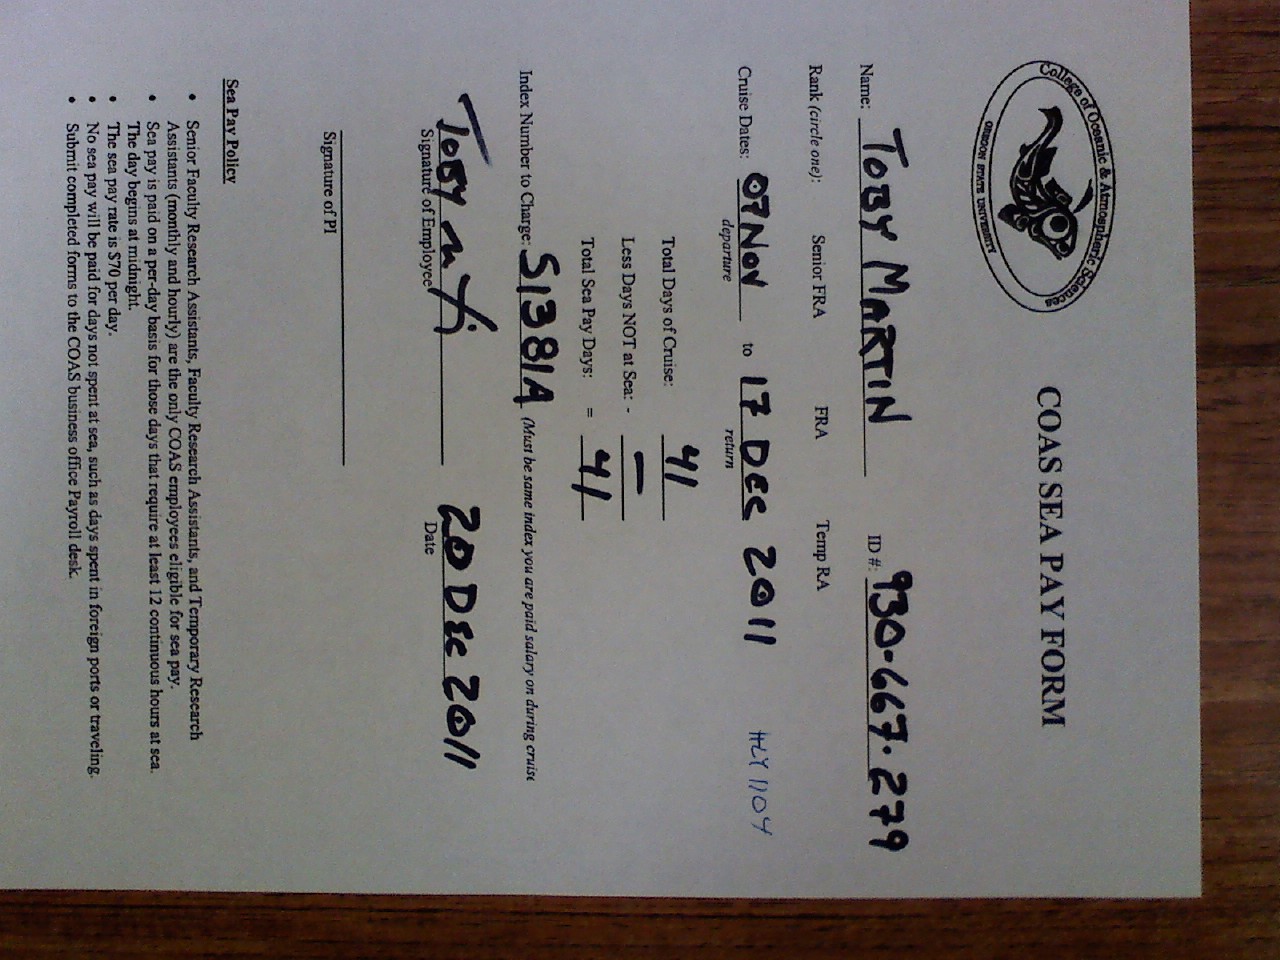 College of Oceanic & Atmospheric Sciences
OREGON STATE UNIVERSITY
COAS SEA PAY FORM
Name: TOBY MARTIN ID #: 930-667-279
Rank (circle one): Senior FRA FRA Temp RA
HLY1104
Cruise Dates: 07 NOV to 17 DEC 2011
departure return
Total Days of Cruise: 41
Less Days NOT at Sea: - —
Total Sea Pay Days: = 41
Index Number to Charge: S1381A (Must be same index you are paid salary on during cruise
TOBY 20 DEC 2011
Signature of Employee Date
Signature of PI
Sea Pay Policy
• Senior Faculty Research Assistants, Faculty Research Assistants, and Temporary Research
Assistants (monthly and hourly) are the only COAS employees eligible for sea pay.
• Sea pay is paid on a per-day basis for those days that require at least 12 continuous hours at sea.
The day begins at midnight.
• The sea pay rate is $70 per day.
• No sea pay will be paid for days not spent at sea, such as days spent in foreign ports or traveling.
• Submit completed forms to the COAS business office Payroll desk.